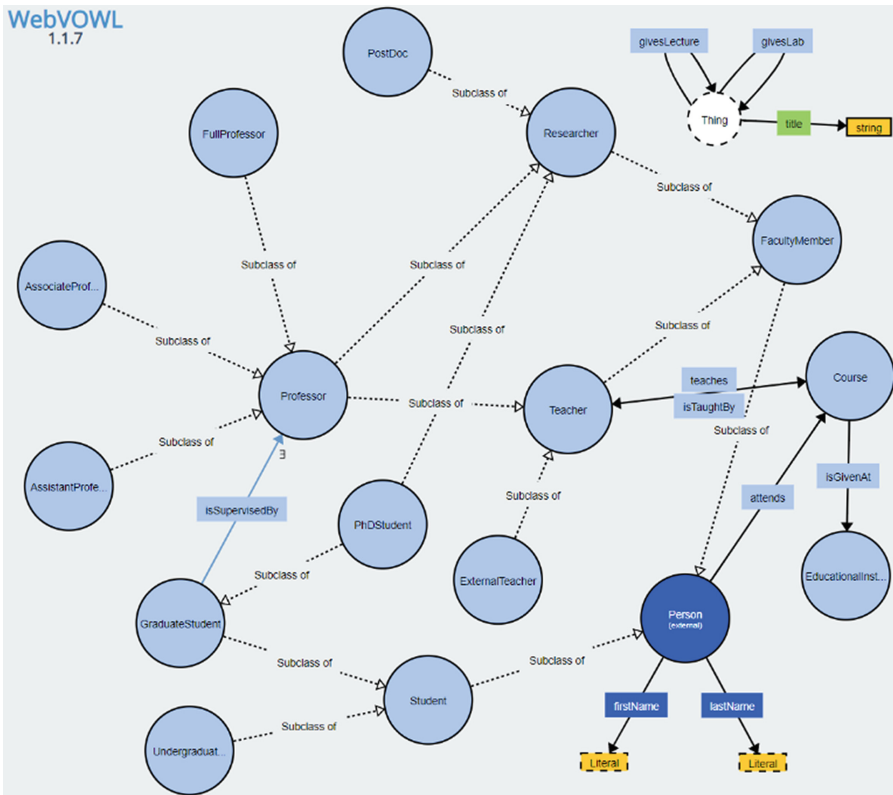 WebVOWL
1.1.7
PostDoc
givesLecture
givesLab
Subclass of
Thing
title
string
FullProfessor
Researcher
Subclass of
FacultyMember
Subclass of
Subclass of
AssociateProf...
Subclass of
Subclass of
Subclass of
Course
teaches
Professor
Subclass of
Teacher
isTaughtBy
Subclass of
Subclass of
E
AssistantProfe...
isGivenAt
Subclass of
attends
isSupervisedBy
PhDStudent
Subclass of
ExternalTeacher
EducationalInst...
Person
(external)
GraduateStudent
Subclass of
Subclass of
Student
firstName
lastName
Subclass of
Undergraduat...
Literal
Literal